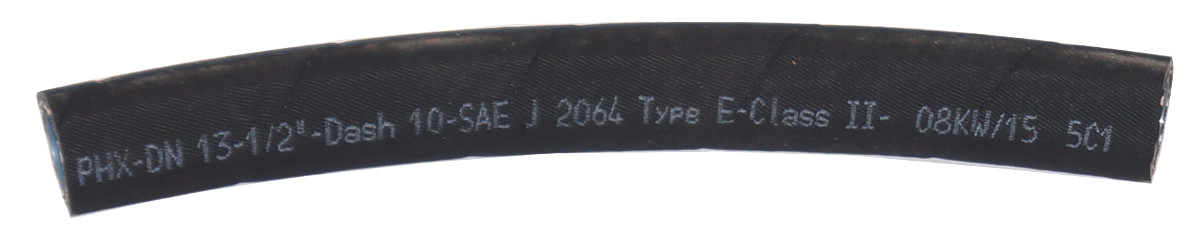 PHX-DN 13-1/2"-Dash 10-SAE J 2064 Type E-Class II- 08KW/15 5C1